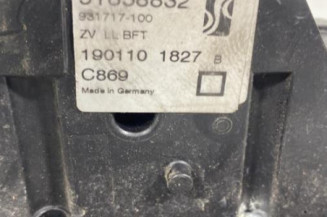 931717-100
ZV LL BFT
190110 1827 B
C869
Made in Germany